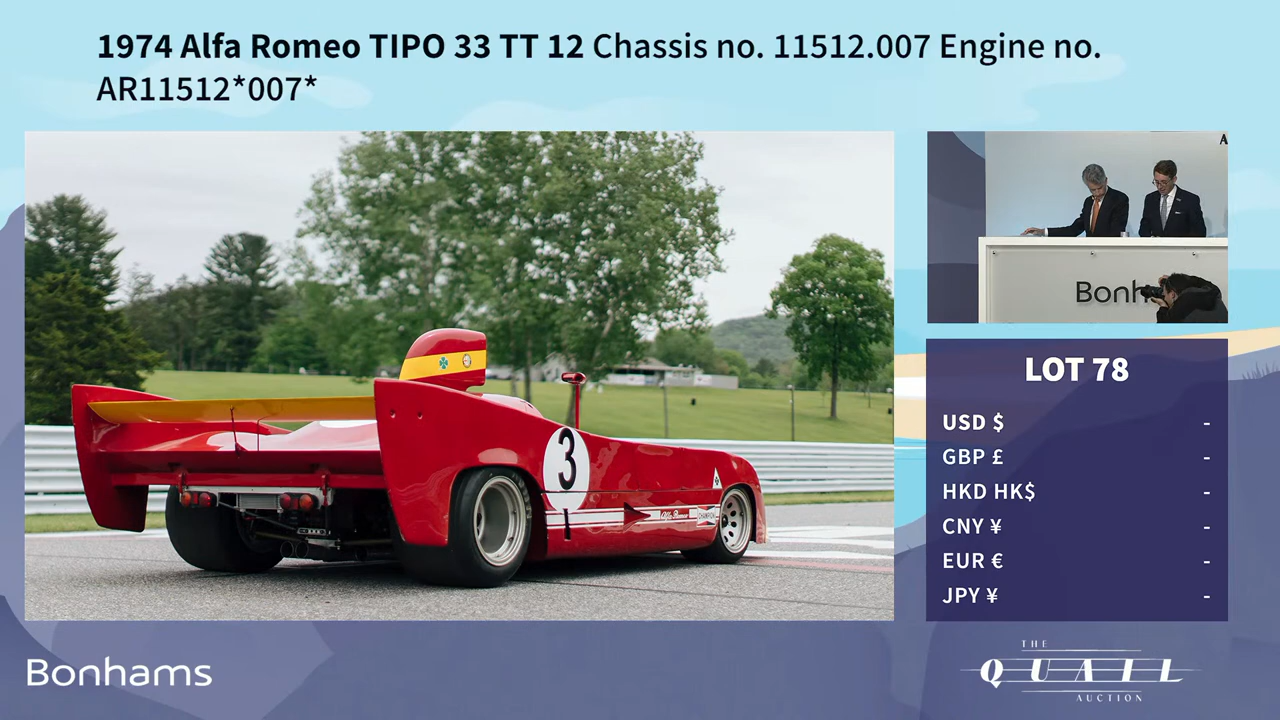 1974 Alfa Romeo TIPO 33 TT 12 Chassis no. 11512.007 Engine no.
AR11512*007*
A
Bonh
3
Alfa Romeo
CHAMPION
LOT 78
USD $ -
GBP £ -
HKD HK$ -
CNY ¥ -
EUR € -
JPY ¥ -
Bonhams
THE
QUAIL
AUCTION